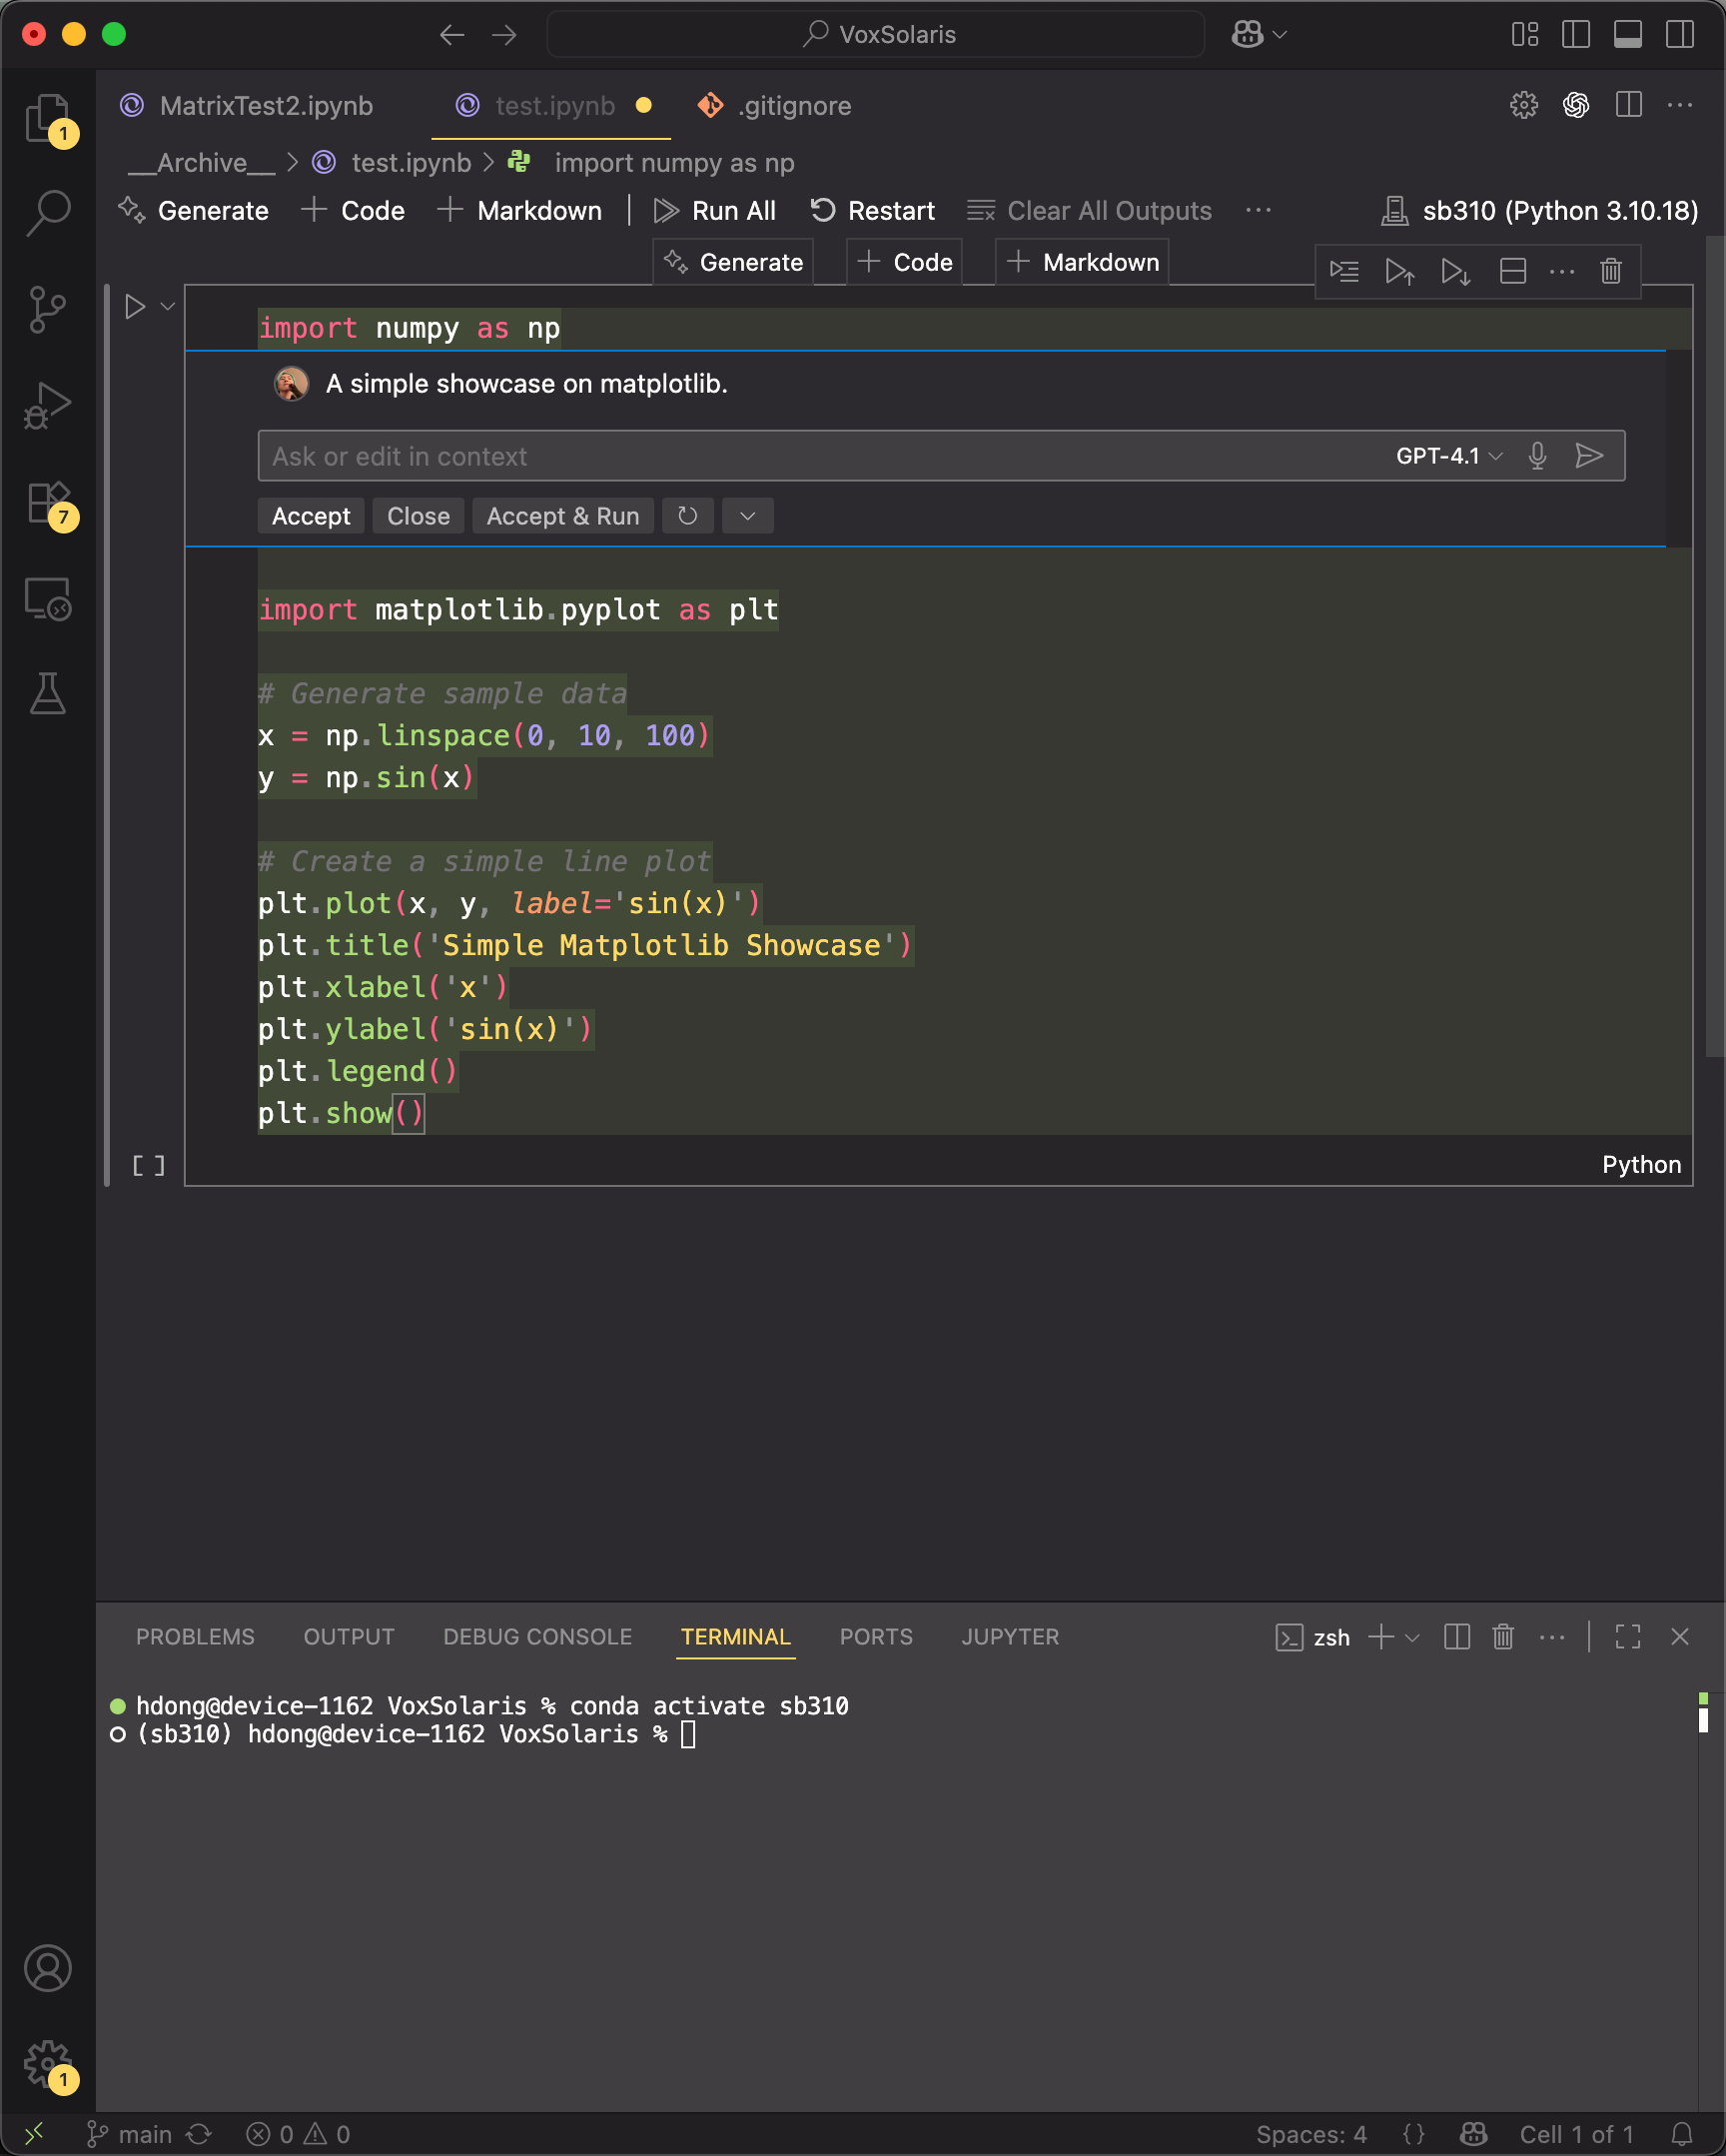 VoxSolaris
MatrixTest2.ipynb test.ipynb .gitignore
1
__Archive__ > test.ipynb > import numpy as np
Generate + Code + Markdown | Run All Restart Clear All Outputs ··· sb310 (Python 3.10.18)
Generate + Code + Markdown
import numpy as np
A simple showcase on matplotlib.
Ask or edit in context GPT-4.1
Accept Close Accept & Run
7
import matplotlib.pyplot as plt
# Generate sample data
x = np.linspace(0, 10, 100)
y = np.sin(x)
# Create a simple line plot
plt.plot(x, y, label='sin(x)')
plt.title('Simple Matplotlib Showcase')
plt.xlabel('x')
plt.ylabel('sin(x)')
plt.legend()
plt.show()
[ ] Python
PROBLEMS OUTPUT DEBUG CONSOLE TERMINAL PORTS JUPYTER zsh
hdong@device-1162 VoxSolaris % conda activate sb310
(sb310) hdong@device-1162 VoxSolaris %
1
main 0 0 Spaces: 4 {} Cell 1 of 1